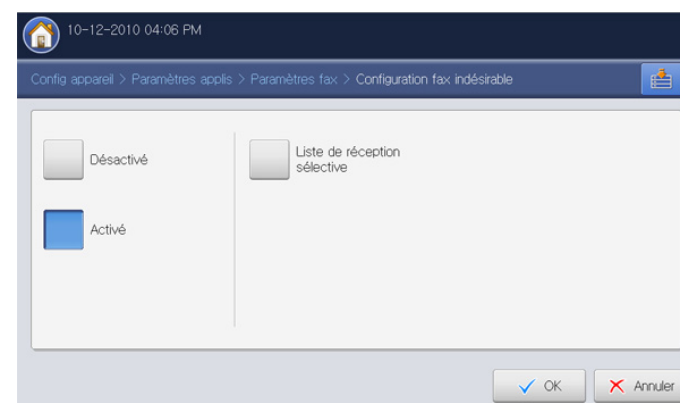 10-12-2010 04:06 PM
Config appareil > Paramètres applis > Paramètres fax > Configuration fax indésirable
Désactivé
Liste de réception
sélective
Activé
OK
Annuler